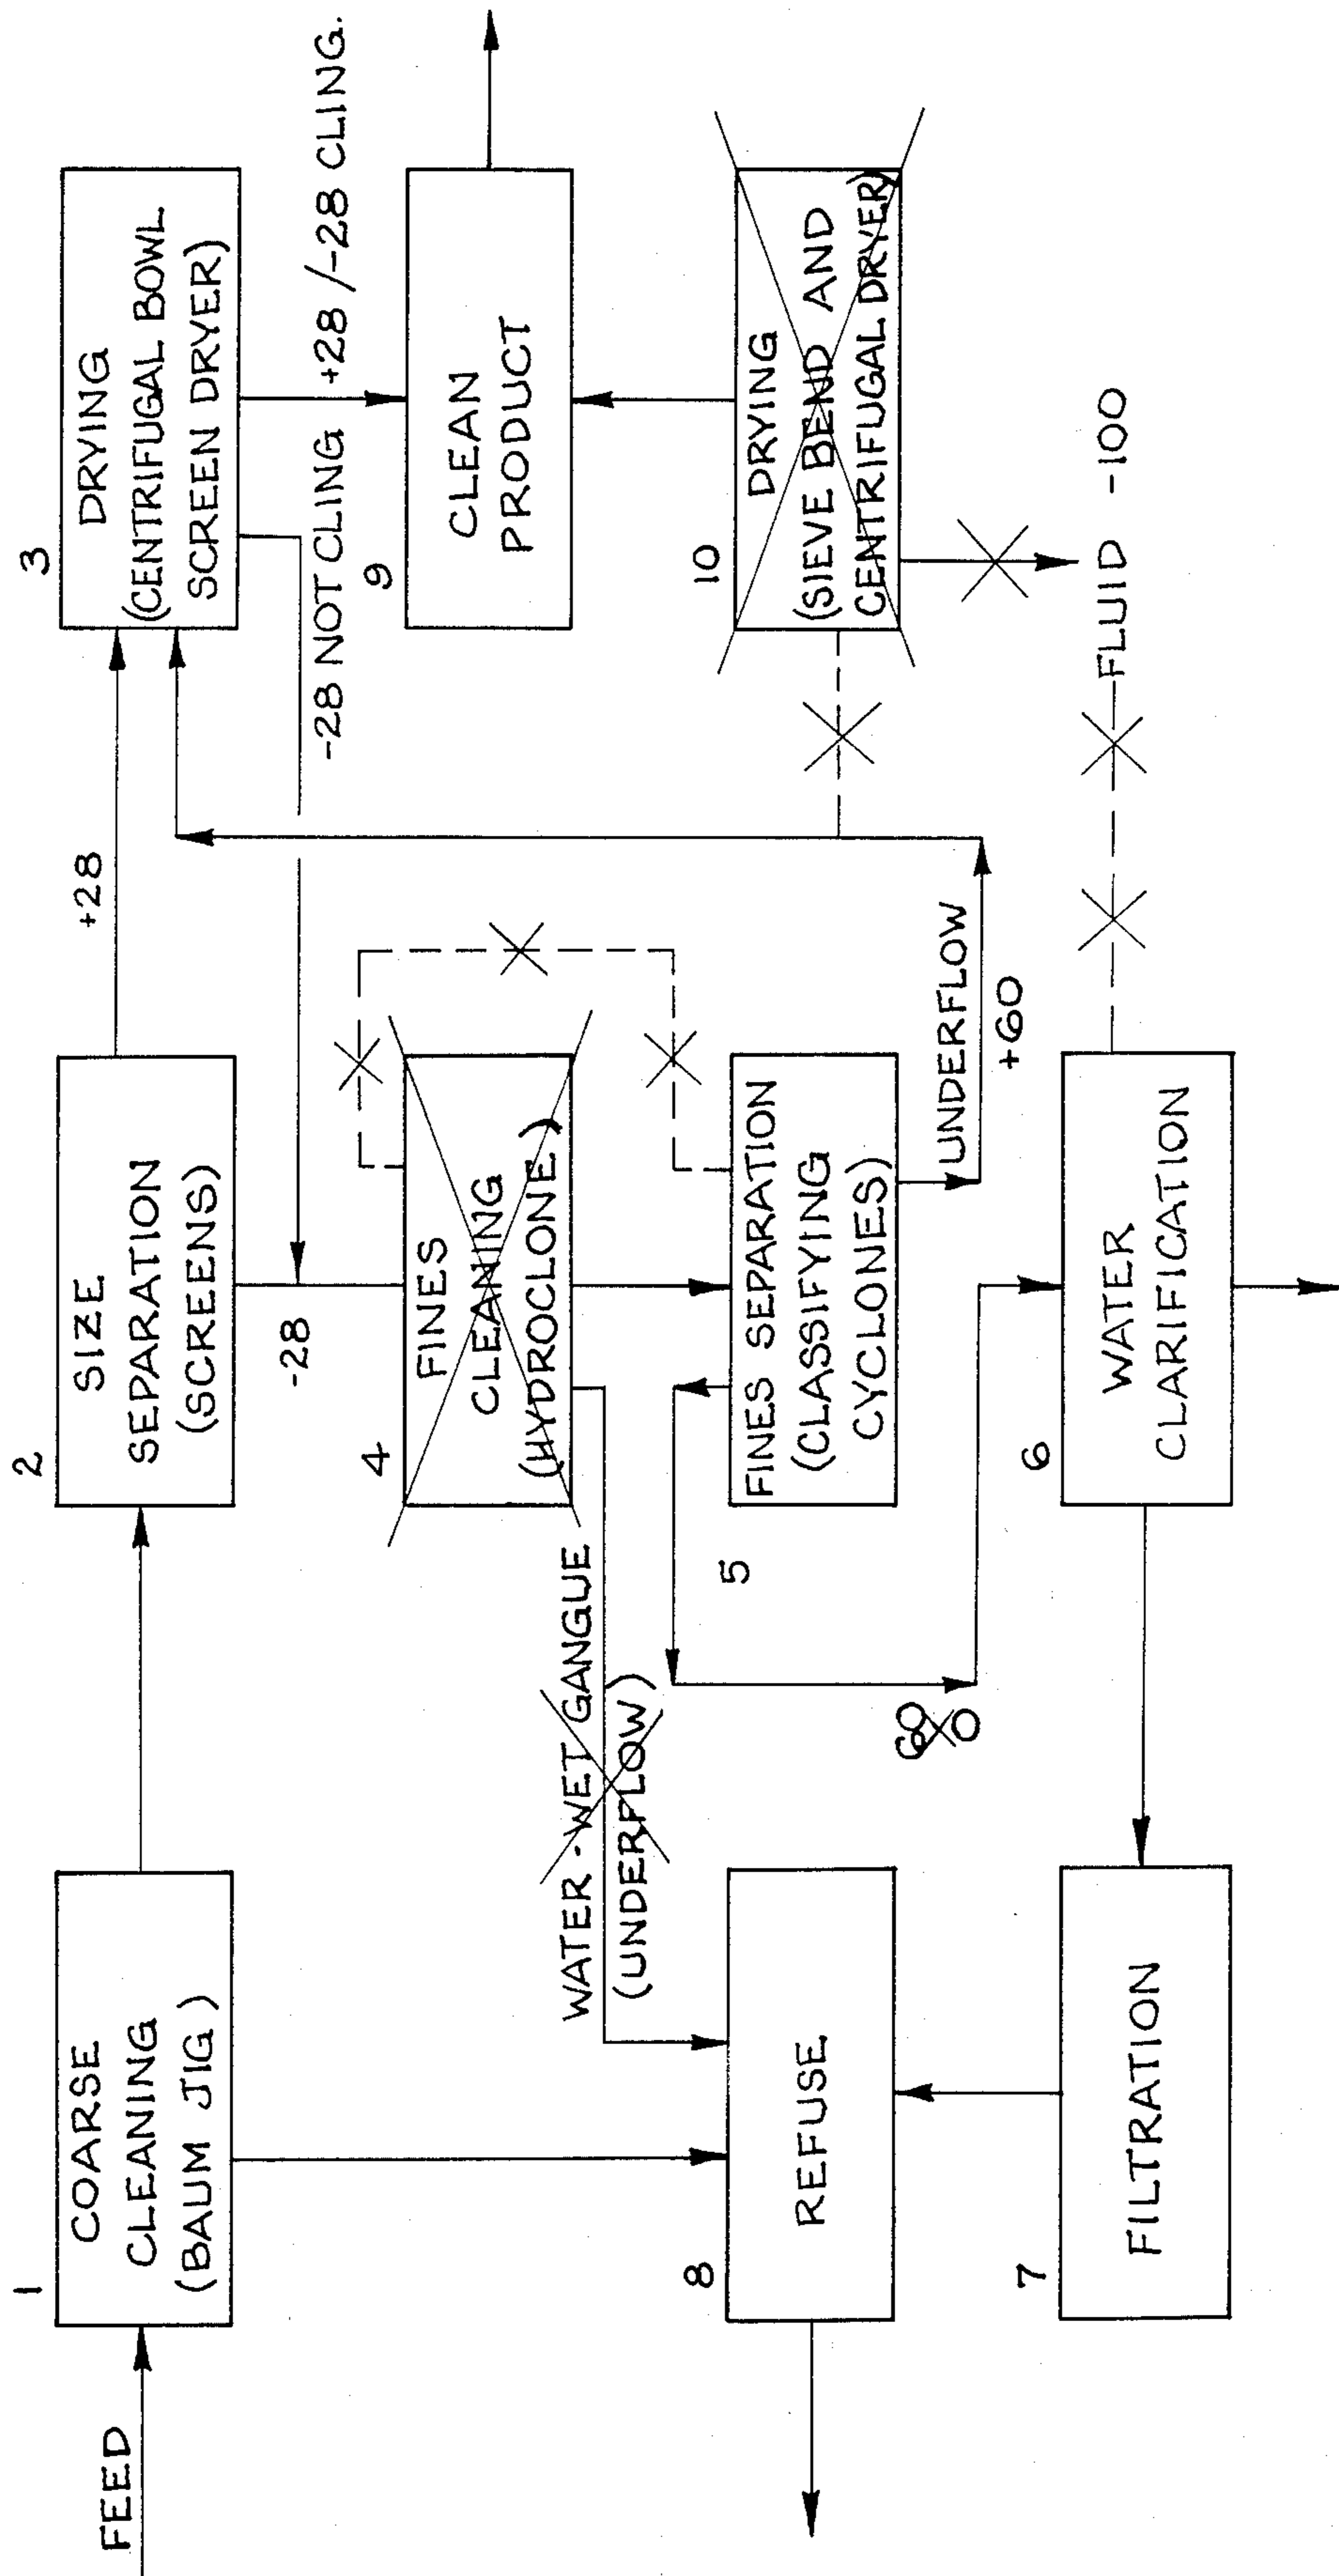 FEED
1
COARSE
CLEANING
(BAUM JIG)
2
SIZE
SEPARATION
(SCREENS)
+28
3
DRYING
(CENTRIFUGAL BOWL
SCREEN DRYER)
-28
-28 NOT CLING
+28 /-28 CLING.
4
FINES
CLEANING
(HYDROCLONE)
9
CLEAN
PRODUCT
WATER-WET GANGUE
(UNDERFLOW)
5
FINES SEPARATION
(CLASSIFYING
CYCLONES)
10
DRYING
(SIEVE BEND AND
CENTRIFUGAL DRYER)
8
REFUSE
60X0
UNDERFLOW
+60
6
WATER
CLARIFICATION
FLUID -100
7
FILTRATION